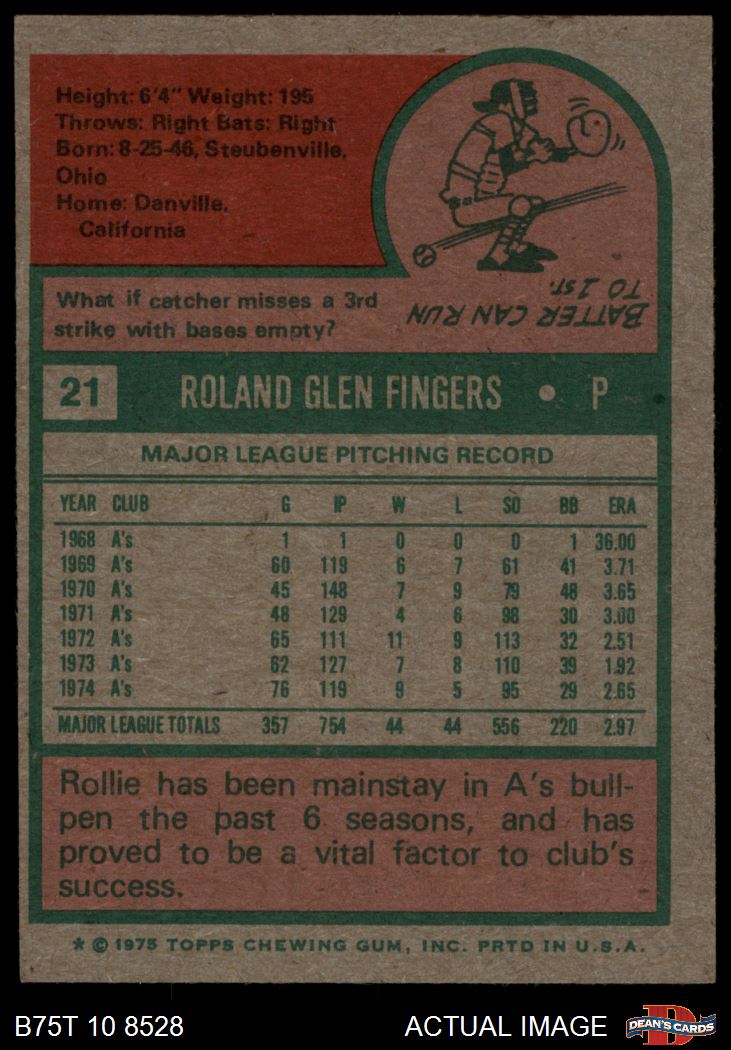 Height: 6'4" Weight: 195
Throws: Right Bats: Right
Born: 8-25-46, Steubenville,
Ohio
Home: Danville,
California
What if catcher misses a 3rd
strike with bases empty?
BATTER CAN RUN
TO 1ST.
21 ROLAND GLEN FINGERS • P
MAJOR LEAGUE PITCHING RECORD
YEAR CLUB G IP W L SO BB ERA
1968 A's 1 1 0 0 0 1 36.00
1969 A's 60 119 6 7 61 41 3.71
1970 A's 45 148 7 9 79 48 3.65
1971 A's 48 129 4 6 98 30 3.00
1972 A's 65 111 11 9 113 32 2.51
1973 A's 62 127 7 8 110 39 1.92
1974 A's 76 119 9 5 95 29 2.65
MAJOR LEAGUE TOTALS 357 754 44 44 556 220 2.97
Rollie has been mainstay in A's bull-
pen the past 6 seasons, and has
proved to be a vital factor to club's
success.
* © 1975 TOPPS CHEWING GUM, INC. PRTD IN U.S.A.
B75T 10 8528 ACTUAL IMAGE DEAN'S CARDS